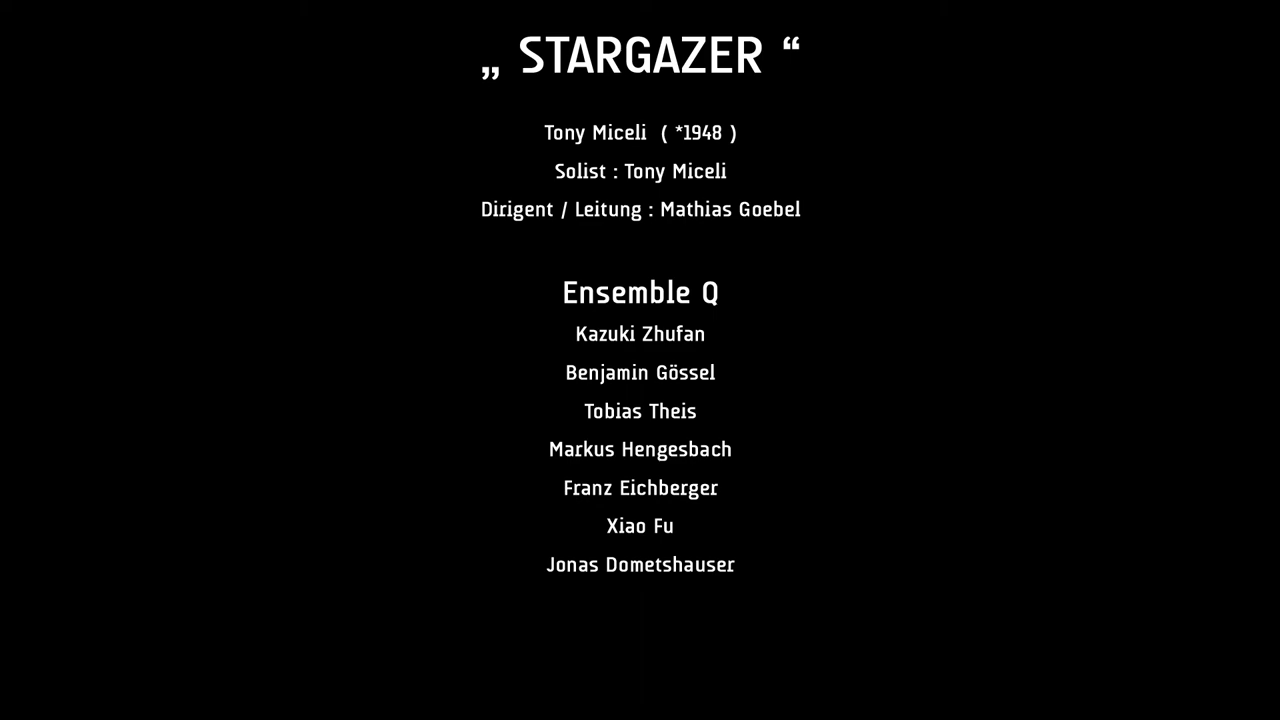 „ STARGAZER “
Tony Miceli ( *1948 )
Solist : Tony Miceli
Dirigent / Leitung : Mathias Goebel
Ensemble Q
Kazuki Zhufan
Benjamin Gössel
Tobias Theis
Markus Hengesbach
Franz Eichberger
Xiao Fu
Jonas Dometshauser